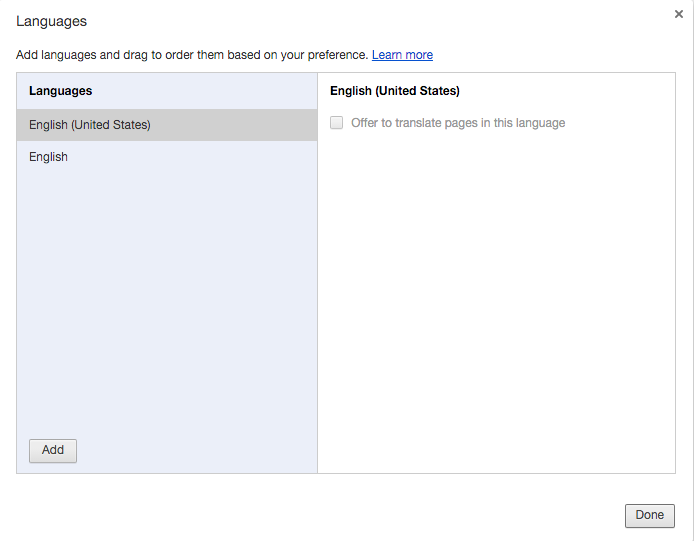 Languages
Add languages and drag to order them based on your preference. Learn more
Languages
English (United States)
English
Add
English (United States)
Offer to translate pages in this language
Done